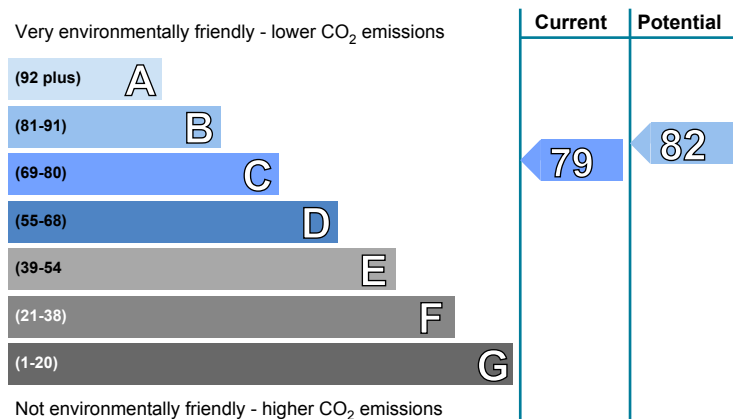 Current Potential
Very environmentally friendly - lower CO2 emissions
(92 plus) A
(81-91) B
(69-80) C
79
82
(55-68) D
(39-54 E
(21-38) F
(1-20) G
Not environmentally friendly - higher CO2 emissions